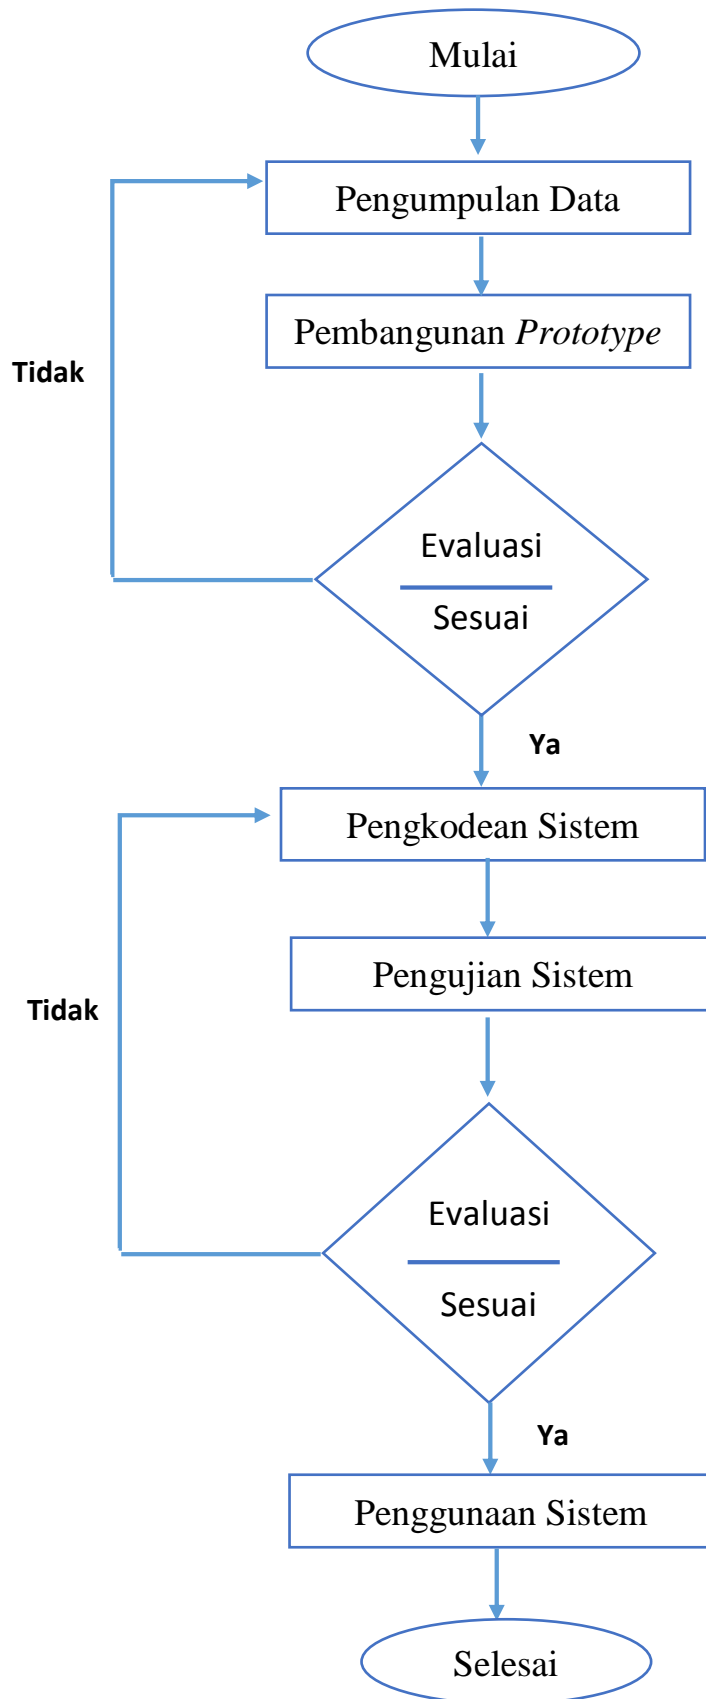 Mulai
Pengumpulan Data
Pembangunan Prototype
Tidak
Evaluasi
Sesuai
Ya
Pengkodean Sistem
Pengujian Sistem
Tidak
Evaluasi
Sesuai
Ya
Penggunaan Sistem
Selesai